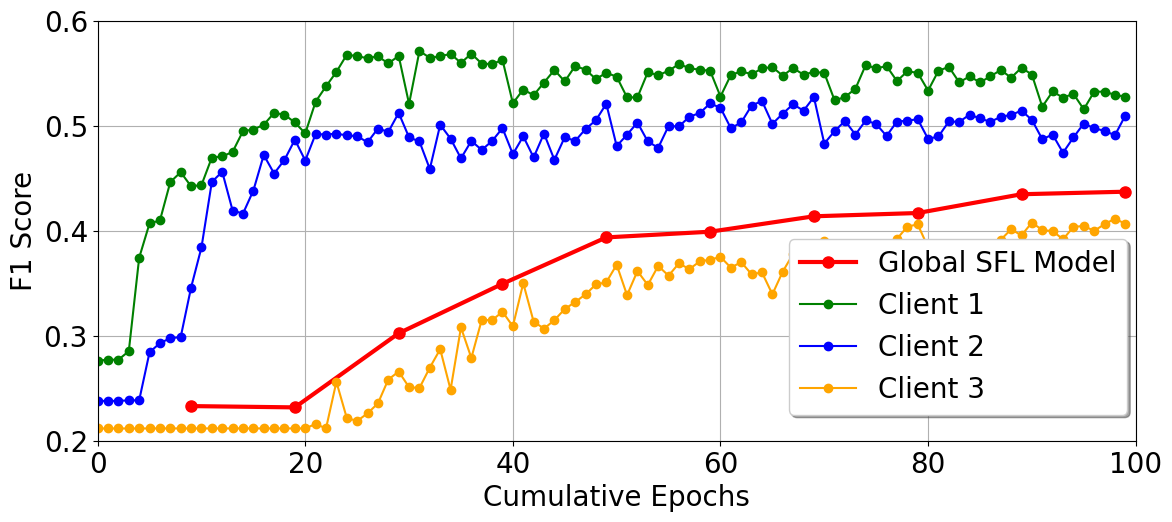 0.6
0.5
0.4
0.3
0.2
F1 Score
Global SFL Model
Client 1
Client 2
Client 3
0 20 40 60 80 100
Cumulative Epochs